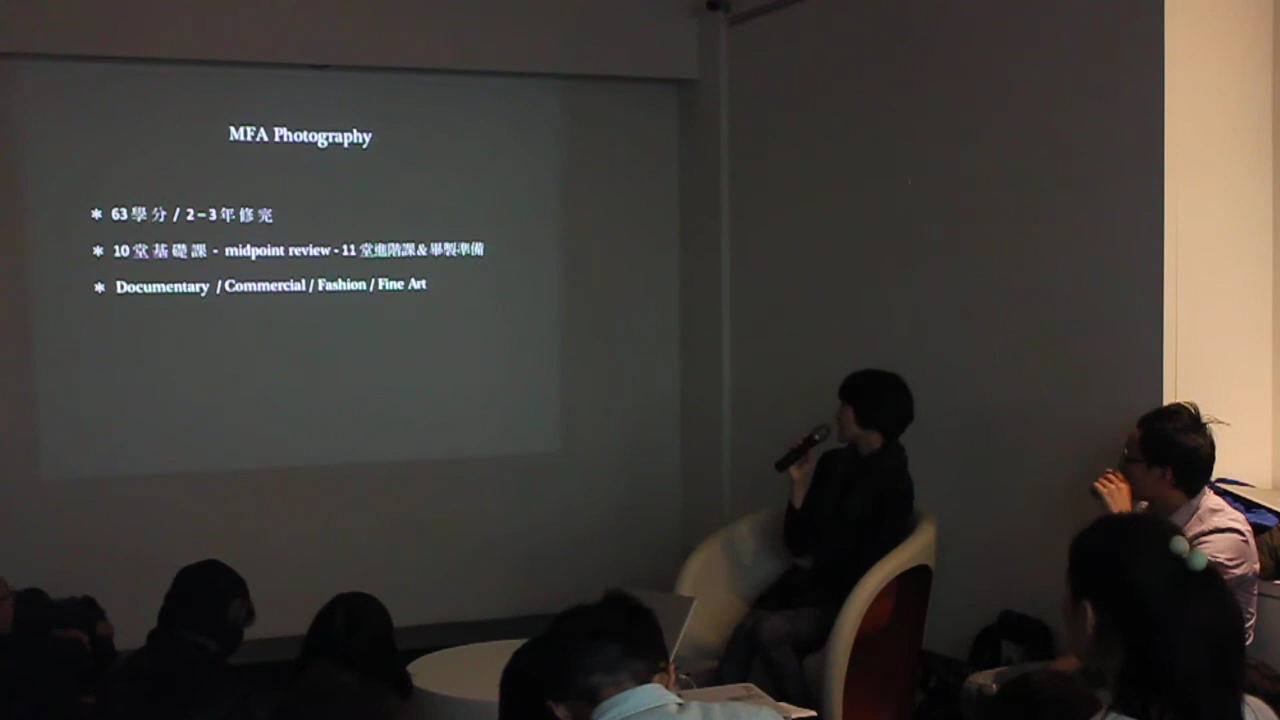 MFA Photography
* 63學分 / 2-3年修完
* 10堂基礎課 - midpoint review - 11堂進階課&畢製準備
* Documentary / Commercial / Fashion / Fine Art